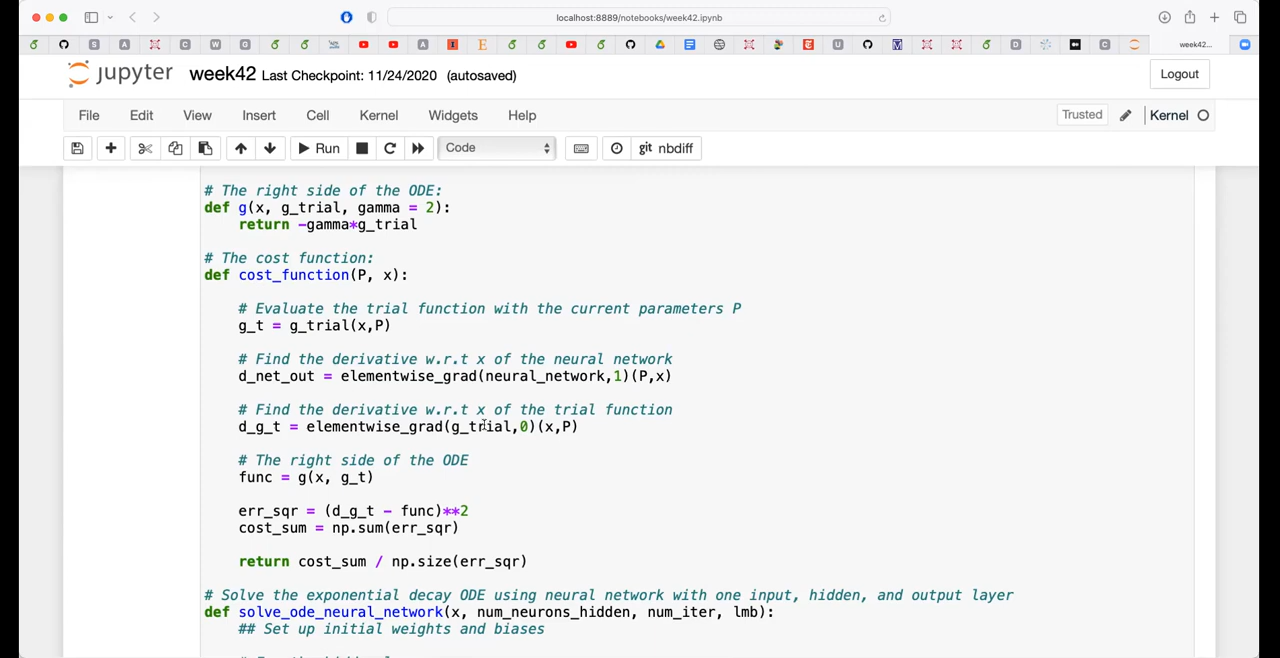 localhost:8889/notebooks/week42.ipynb
week42...
jupyter week42 Last Checkpoint: 11/24/2020 (autosaved)
Logout
File Edit View Insert Cell Kernel Widgets Help
Trusted Kernel
Run Code git nbdiff
# The right side of the ODE:
def g(x, g_trial, gamma = 2):
    return -gamma*g_trial
# The cost function:
def cost_function(P, x):
    # Evaluate the trial function with the current parameters P
    g_t = g_trial(x,P)
    # Find the derivative w.r.t x of the neural network
    d_net_out = elementwise_grad(neural_network,1)(P,x)
    # Find the derivative w.r.t x of the trial function
    d_g_t = elementwise_grad(g_trial,0)(x,P)
    # The right side of the ODE
    func = g(x, g_t)
    err_sqr = (d_g_t - func)**2
    cost_sum = np.sum(err_sqr)
    return cost_sum / np.size(err_sqr)
# Solve the exponential decay ODE using neural network with one input, hidden, and output layer
def solve_ode_neural_network(x, num_neurons_hidden, num_iter, lmb):
    ## Set up initial weights and biases